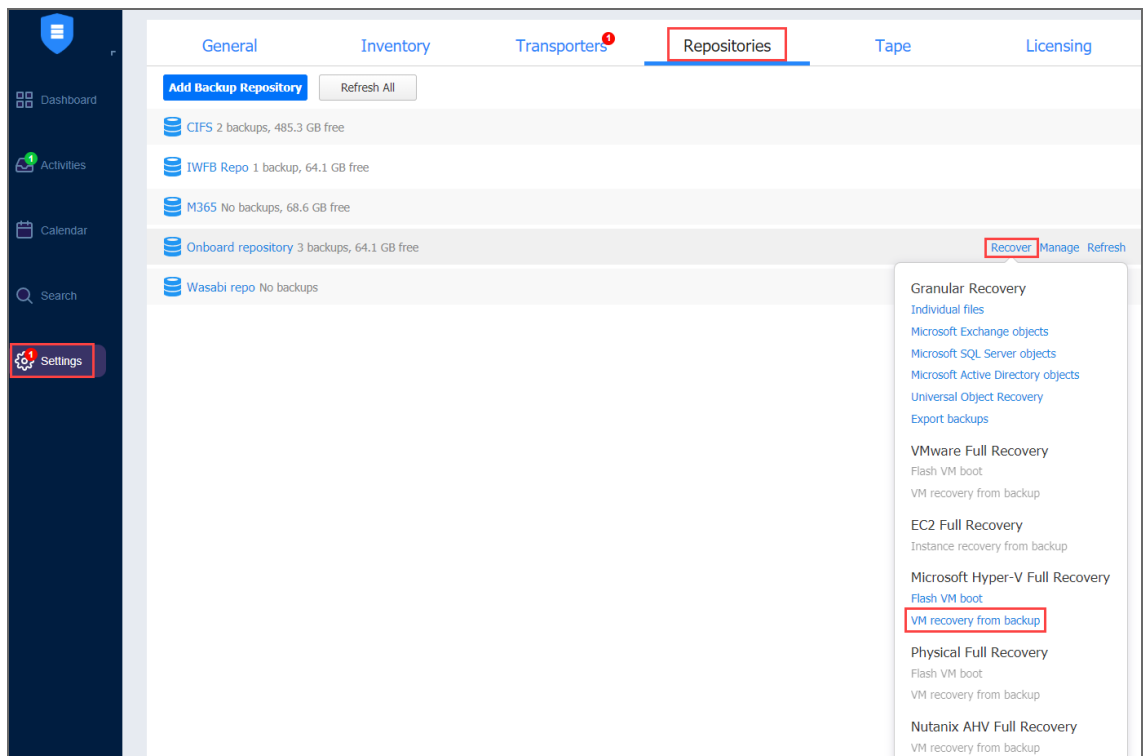 General Inventory Transporters 1 Repositories Tape Licensing
Add Backup Repository Refresh All
Dashboard
1 Activities
Calendar
Search
1 Settings
CIFS 2 backups, 485.3 GB free
IWFB Repo 1 backup, 64.1 GB free
M365 No backups, 68.6 GB free
Onboard repository 3 backups, 64.1 GB free Recover Manage Refresh
Wasabi repo No backups
Granular Recovery
Individual files
Microsoft Exchange objects
Microsoft SQL Server objects
Microsoft Active Directory objects
Universal Object Recovery
Export backups
VMware Full Recovery
Flash VM boot
VM recovery from backup
EC2 Full Recovery
Instance recovery from backup
Microsoft Hyper-V Full Recovery
Flash VM boot
VM recovery from backup
Physical Full Recovery
Flash VM boot
VM recovery from backup
Nutanix AHV Full Recovery
VM recovery from backup